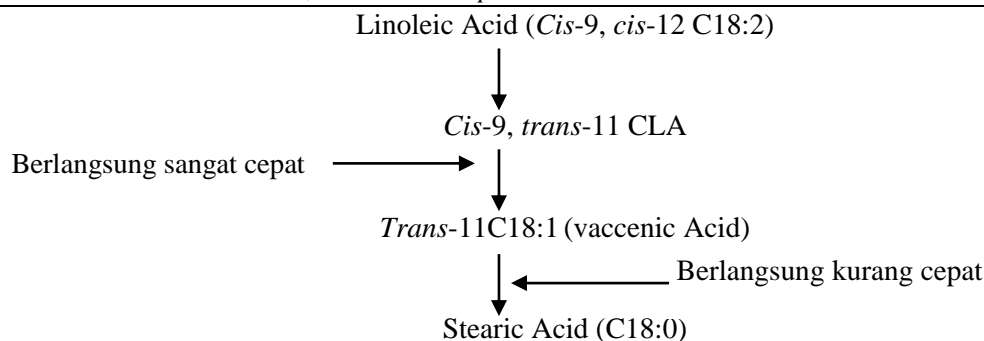 Linoleic Acid (Cis-9, cis-12 C18:2)
Cis-9, trans-11 CLA
Berlangsung sangat cepat
Trans-11C18:1 (vaccenic Acid)
Berlangsung kurang cepat
Stearic Acid (C18:0)